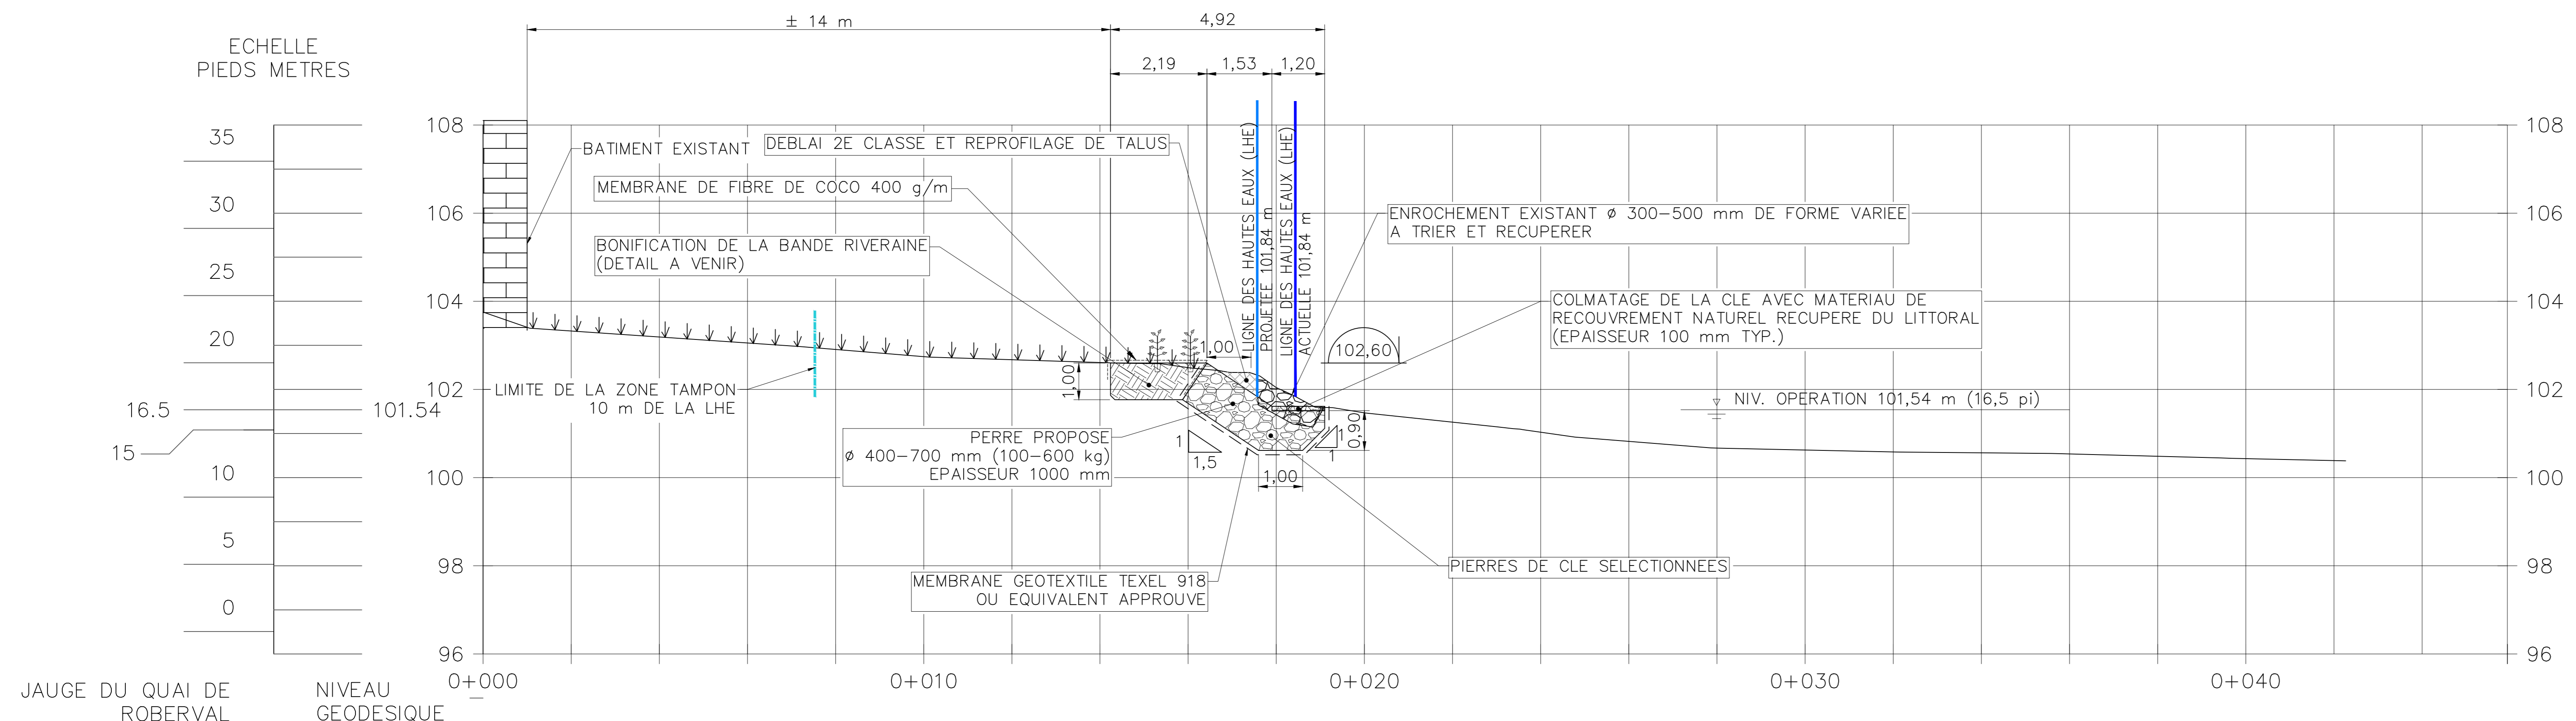 ± 14 m
4,92
2,19
1,53
1,20
ECHELLE
PIEDS METRES
35
30
25
20
16.5
15
10
5
0
101.54
JAUGE DU QUAI DE
ROBERVAL
NIVEAU
GEODESIQUE
108
106
104
102
100
98
96
BATIMENT EXISTANT
DEBLAI 2E CLASSE ET REPROFILAGE DE TALUS
MEMBRANE DE FIBRE DE COCO 400 g/m
BONIFICATION DE LA BANDE RIVERAINE
(DETAIL A VENIR)
LIMITE DE LA ZONE TAMPON
10 m DE LA LHE
LIGNE DES HAUTES EAUX (LHE)
PROJETEE 101,84 m
LIGNE DES HAUTES EAUX (LHE)
ACTUELLE 101,84 m
ENROCHEMENT EXISTANT ø 300-500 mm DE FORME VARIEE
A TRIER ET RECUPERER
COLMATAGE DE LA CLE AVEC MATERIAU DE
RECOUVREMENT NATUREL RECUPERE DU LITTORAL
(EPAISSEUR 100 mm TYP.)
102,60
1,00
1,00
NIV. OPERATION 101,54 m (16,5 pi)
0,90
PERRE PROPOSE
ø 400-700 mm (100-600 kg)
EPAISSEUR 1000 mm
1
1,5
1
1
1,00
PIERRES DE CLE SELECTIONNEES
MEMBRANE GEOTEXTILE TEXEL 918
OU EQUIVALENT APPROUVE
108
106
104
102
100
98
96
0+000
0+010
0+020
0+030
0+040